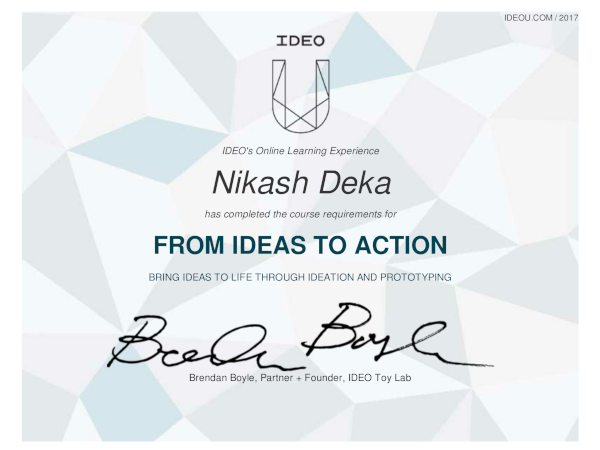 IDEOU.COM / 2017
IDEO
U
IDEO's Online Learning Experience
Nikash Deka
has completed the course requirements for
FROM IDEAS TO ACTION
BRING IDEAS TO LIFE THROUGH IDEATION AND PROTOTYPING
Brendan Boyle
Brendan Boyle, Partner + Founder, IDEO Toy Lab